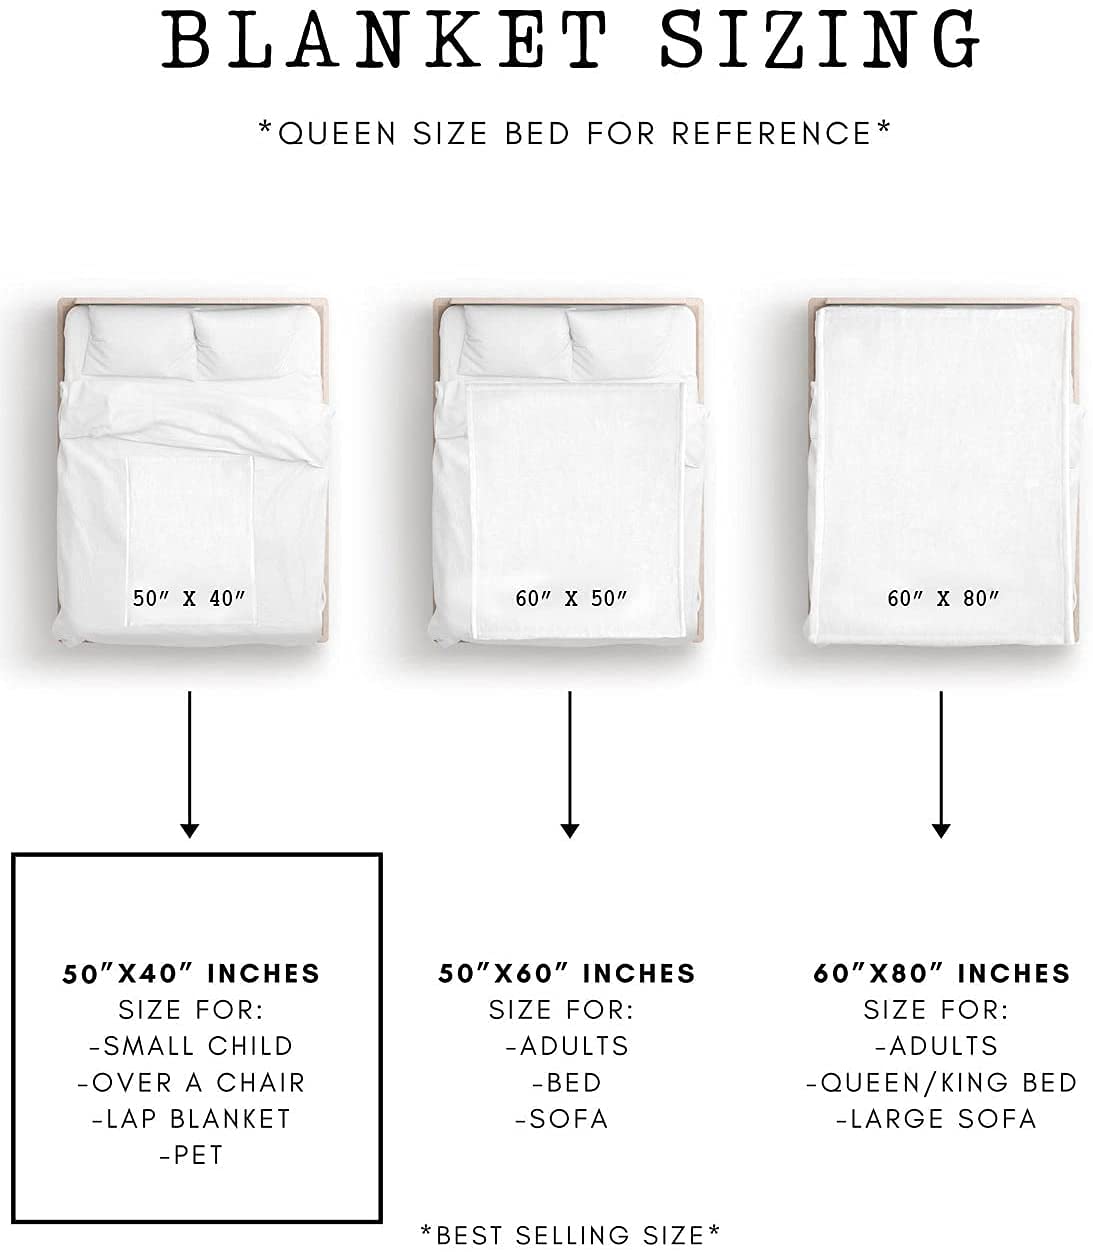 BLANKET SIZING
*QUEEN SIZE BED FOR REFERENCE*
50" X 40"
60" X 50"
60" X 80"
50"X40" INCHES
SIZE FOR:
-SMALL CHILD
-OVER A CHAIR
-LAP BLANKET
-PET
50"X60" INCHES
SIZE FOR:
-ADULTS
-BED
-SOFA
*BEST SELLING SIZE*
60"X80" INCHES
SIZE FOR:
-ADULTS
-QUEEN/KING BED
-LARGE SOFA